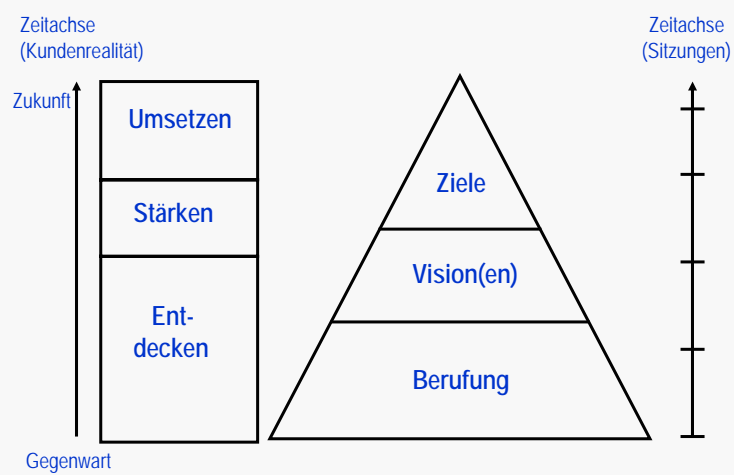 Zeitachse
(Kundenrealität)
Zeitachse
(Sitzungen)
Zukunft
Umsetzen
Stärken
Ent-
decken
Ziele
Vision(en)
Berufung
Gegenwart